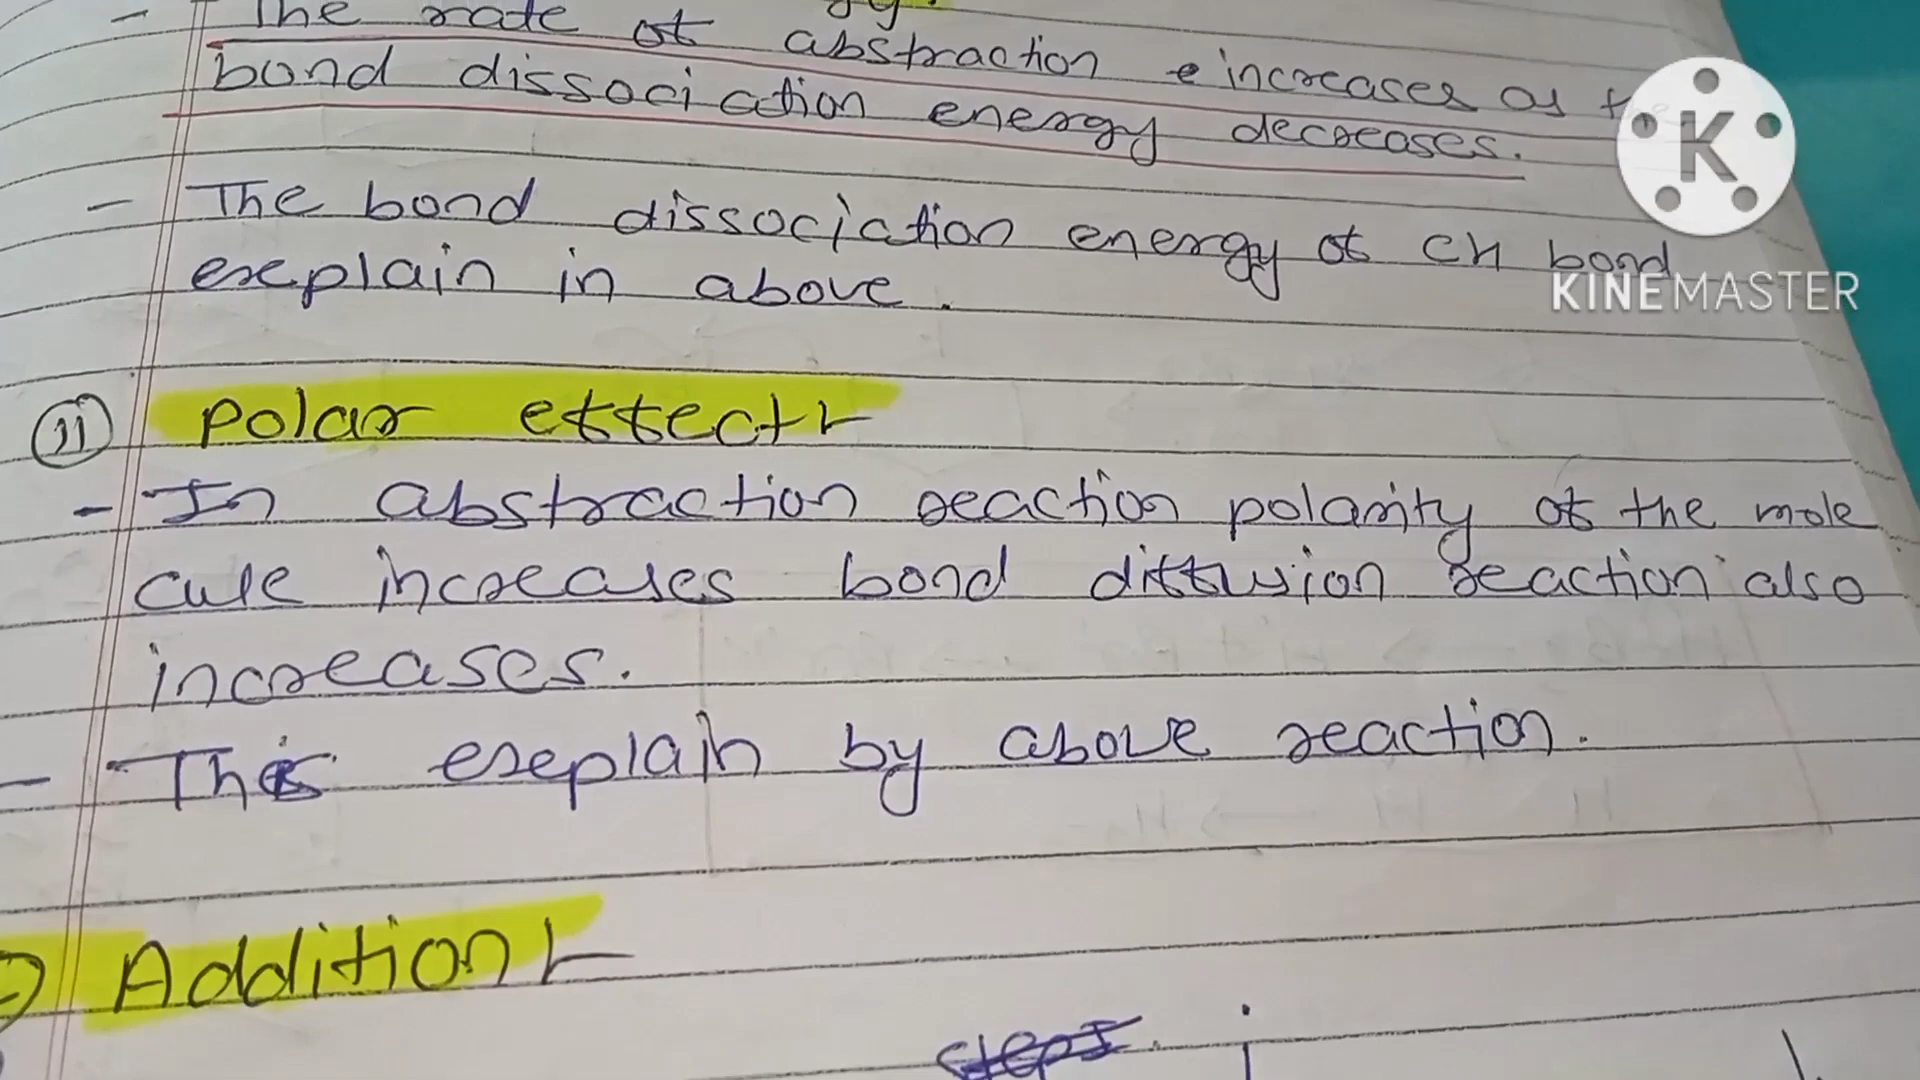 - The rate of abstraction increases as the
bond dissociation energy decreases.
- The bond dissociation energy of CH bond
explain in above.
(ii) Polar effect :-
- In abstraction reaction polarity of the mole
cule increases bond diffusion reaction also
increases.
- This explain by above reaction.
Addition :-
steps
K
KINEMASTER